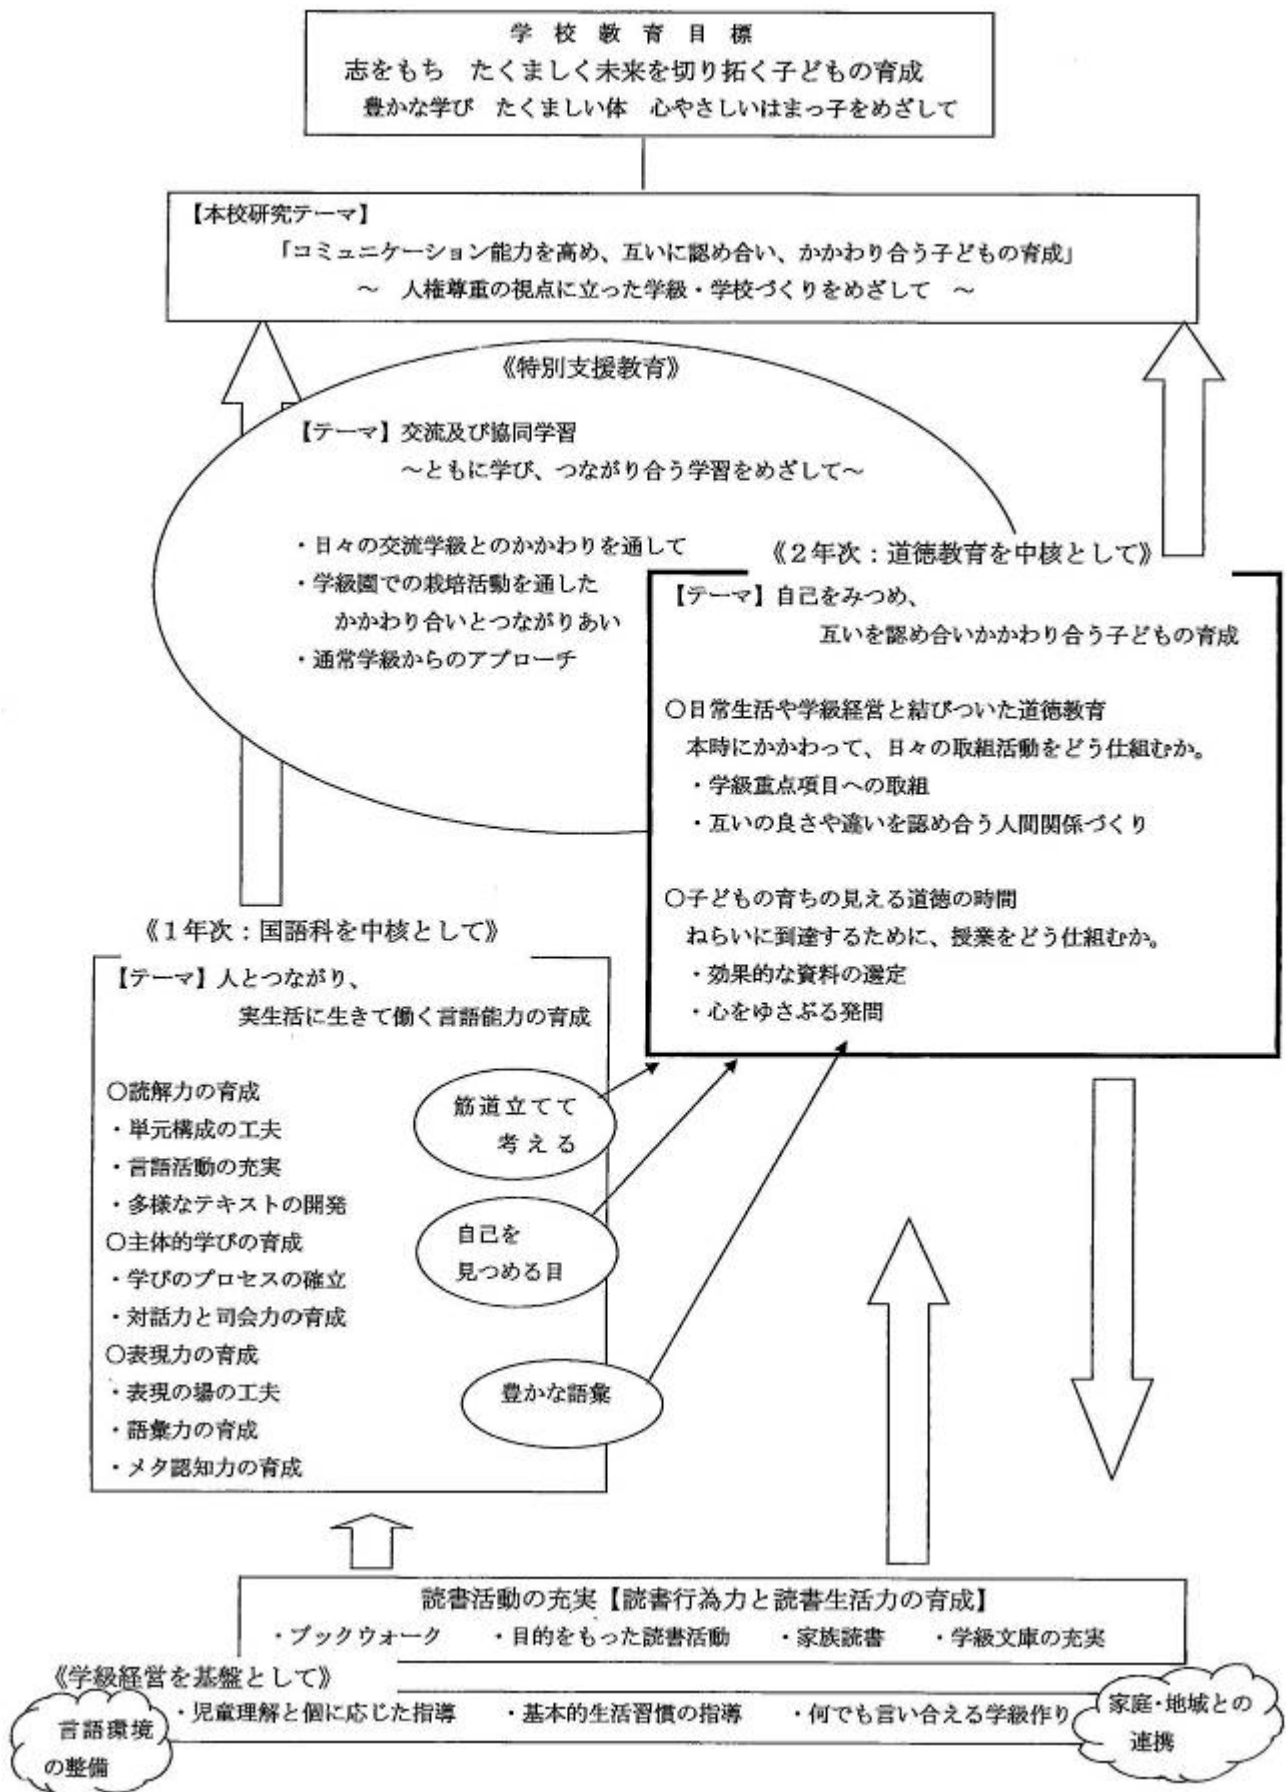 学校教育目標
志をもち　たくましく未来を切り拓く子どもの育成
豊かな学び　たくましい体　心やさしいはまっ子をめざして
【本校研究テーマ】
「コミュニケーション能力を高め、互いに認め合い、かかわり合う子どもの育成」
～　人権尊重の視点に立った学級・学校づくりをめざして　～
《特別支援教育》
【テーマ】交流及び協同学習
～ともに学び、つながり合う学習をめざして～
・日々の交流学級とのかかわりを通して
・学級園での栽培活動を通した
かかわり合いとつながりあい
・通常学級からのアプローチ
《２年次：道徳教育を中核として》
【テーマ】自己をみつめ、
互いを認め合いかかわり合う子どもの育成
○日常生活や学級経営と結びついた道徳教育
本時にかかわって、日々の取組活動をどう仕組むか。
・学級重点項目への取組
・互いの良さや違いを認め合う人間関係づくり
○子どもの育ちの見える道徳の時間
ねらいに到達するために、授業をどう仕組むか。
・効果的な資料の選定
・心をゆさぶる発問
《１年次：国語科を中核として》
【テーマ】人とつながり、
実生活に生きて働く言語能力の育成
○読解力の育成
・単元構成の工夫
・言語活動の充実
・多様なテキストの開発
○主体的学びの育成
・学びのプロセスの確立
・対話力と司会力の育成
○表現力の育成
・表現の場の工夫
・語彙力の育成
・メタ認知力の育成
筋道立てて
考える
自己を
見つめる目
豊かな語彙
読書活動の充実【読書行為力と読書生活力の育成】
・ブックウォーク　・目的をもった読書活動　・家族読書　・学級文庫の充実
《学級経営を基盤として》
・児童理解と個に応じた指導　・基本的生活習慣の指導　・何でも言い合える学級作り
言語環境
の整備
家庭・地域との
連携